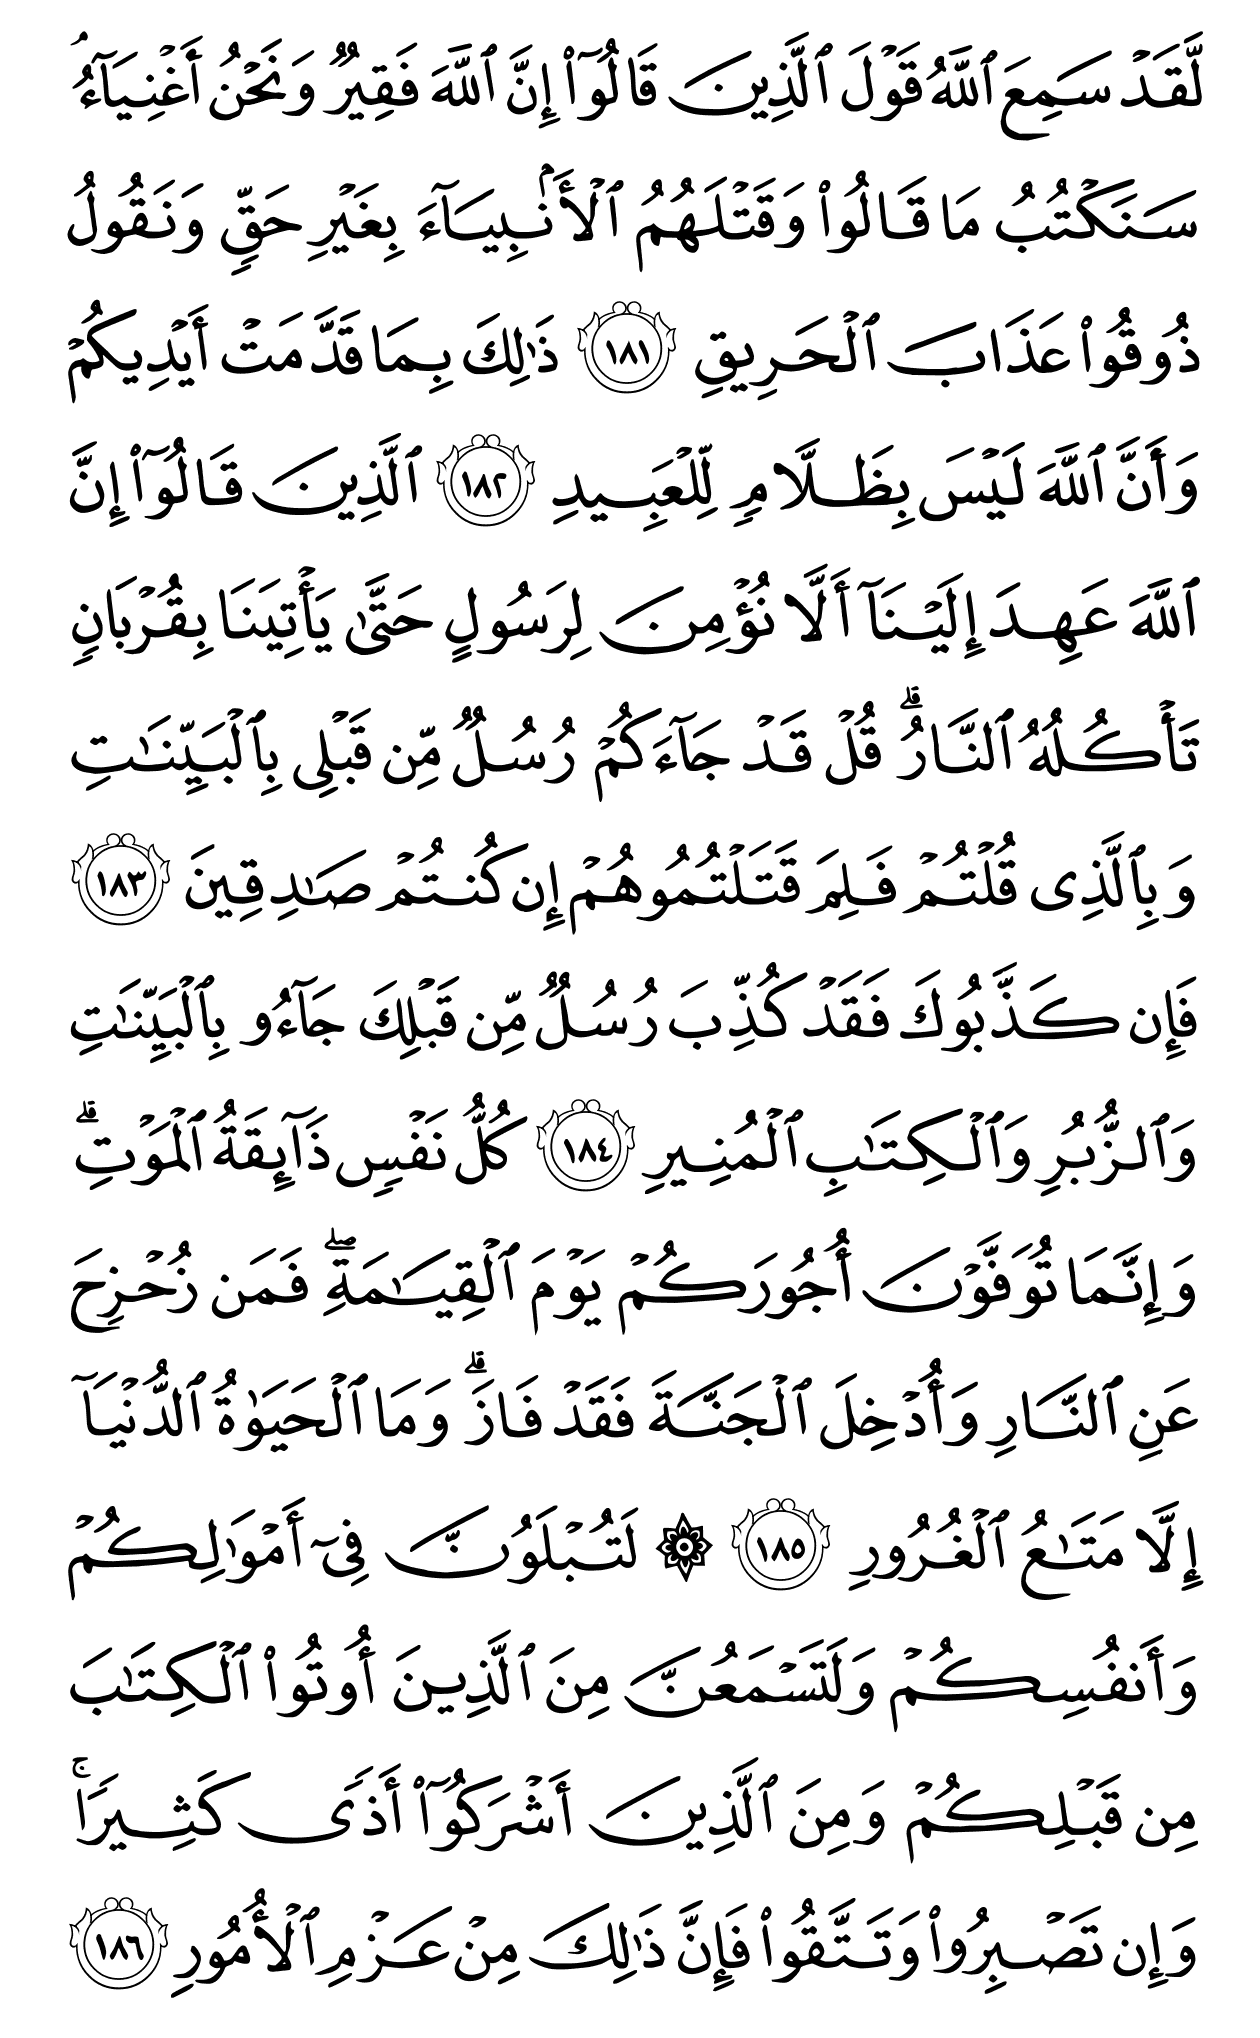 لَّقَدۡ سَمِعَ ٱللَّهُ قَوۡلَ ٱلَّذِينَ قَالُوٓاْ إِنَّ ٱللَّهَ فَقِيرٞ وَنَحۡنُ أَغۡنِيَآءُۘ
سَنَكۡتُبُ مَا قَالُواْ وَقَتۡلَهُمُ ٱلۡأَنۢبِيَآءَ بِغَيۡرِ حَقّٖ وَنَقُولُ
ذُوقُواْ عَذَابَ ٱلۡحَرِيقِ ١٨١ ذَٰلِكَ بِمَا قَدَّمَتۡ أَيۡدِيكُمۡ
وَأَنَّ ٱللَّهَ لَيۡسَ بِظَلَّامٖ لِّلۡعَبِيدِ ١٨٢ ٱلَّذِينَ قَالُوٓاْ إِنَّ
ٱللَّهَ عَهِدَ إِلَيۡنَآ أَلَّا نُؤۡمِنَ لِرَسُولٍ حَتَّىٰ يَأۡتِيَنَا بِقُرۡبَانٖ
تَأۡكُلُهُ ٱلنَّارُۗ قُلۡ قَدۡ جَآءَكُمۡ رُسُلٞ مِّن قَبۡلِي بِٱلۡبَيِّنَٰتِ
وَبِٱلَّذِي قُلۡتُمۡ فَلِمَ قَتَلۡتُمُوهُمۡ إِن كُنتُمۡ صَٰدِقِينَ ١٨٣
فَإِن كَذَّبُوكَ فَقَدۡ كُذِّبَ رُسُلٞ مِّن قَبۡلِكَ جَآءُو بِٱلۡبَيِّنَٰتِ
وَٱلزُّبُرِ وَٱلۡكِتَٰبِ ٱلۡمُنِيرِ ١٨٤ كُلُّ نَفۡسٖ ذَآئِقَةُ ٱلۡمَوۡتِۗ
وَإِنَّمَا تُوَفَّوۡنَ أُجُورَكُمۡ يَوۡمَ ٱلۡقِيَٰمَةِۖ فَمَن زُحۡزِحَ
عَنِ ٱلنَّارِ وَأُدۡخِلَ ٱلۡجَنَّةَ فَقَدۡ فَازَۗ وَمَا ٱلۡحَيَوٰةُ ٱلدُّنۡيَآ
إِلَّا مَتَٰعُ ٱلۡغُرُورِ ١٨٥ ۞ لَتُبۡلَوُنَّ فِيٓ أَمۡوَٰلِكُمۡ
وَأَنفُسِكُمۡ وَلَتَسۡمَعُنَّ مِنَ ٱلَّذِينَ أُوتُواْ ٱلۡكِتَٰبَ
مِن قَبۡلِكُمۡ وَمِنَ ٱلَّذِينَ أَشۡرَكُوٓاْ أَذٗى كَثِيرٗاۚ
وَإِن تَصۡبِرُواْ وَتَتَّقُواْ فَإِنَّ ذَٰلِكَ مِنۡ عَزۡمِ ٱلۡأُمُورِ ١٨٦